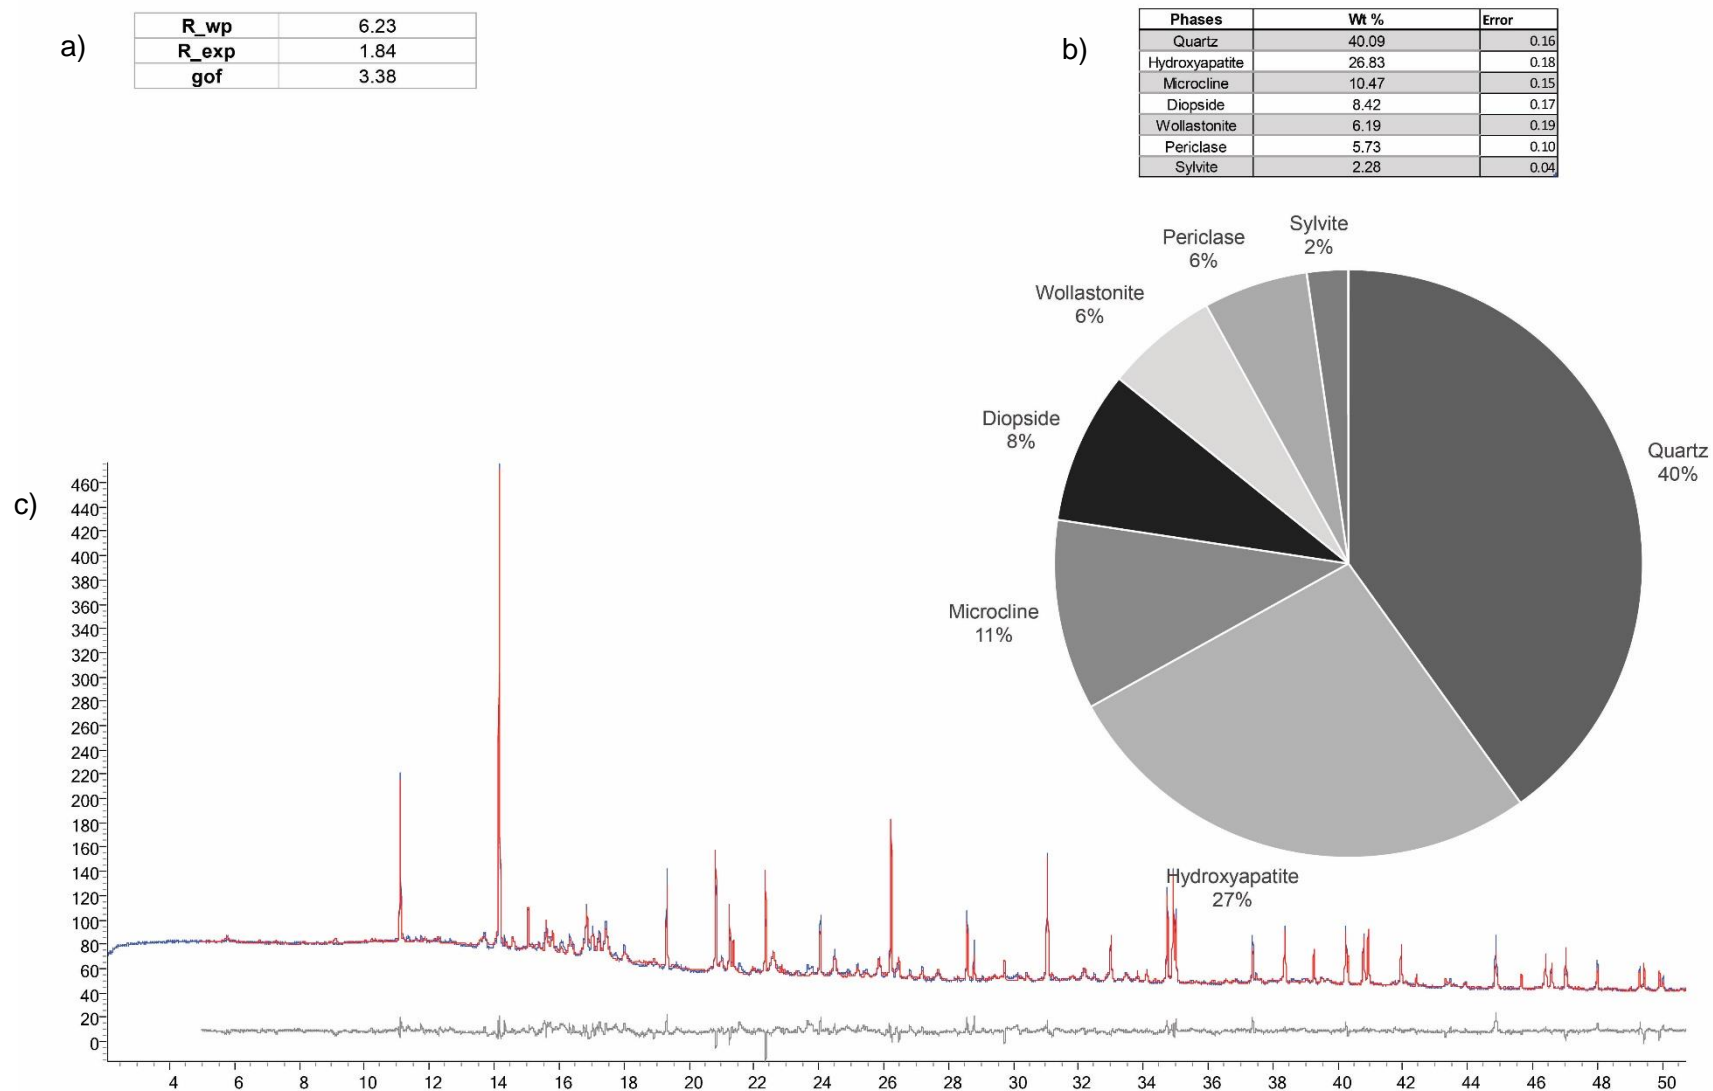 a)
R_wp 6.23
R_exp 1.84
gof 3.38
b)
Phases Wt % Error
Quartz 40.09 0.16
Hydroxyapatite 26.83 0.18
Microcline 10.47 0.15
Diopside 8.42 0.17
Wollastonite 6.19 0.19
Periclase 5.73 0.10
Sylvite 2.28 0.04
Sylvite
2%
Periclase
6%
Wollastonite
6%
Diopside
8%
Quartz
40%
Microcline
11%
Hydroxyapatite
27%
c)
460
440
420
400
380
360
340
320
300
280
260
240
220
200
180
160
140
120
100
80
60
40
20
0
4 6 8 10 12 14 16 18 20 22 24 26 28 30 32 34 36 38 40 42 44 46 48 50